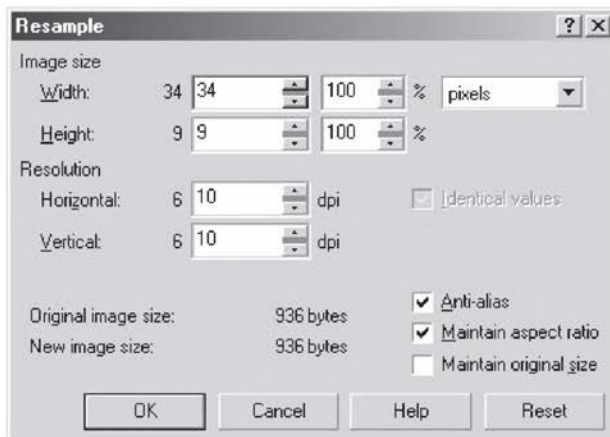 Resample
Image size
Width: 34 34 100 % pixels
Height: 9 9 100 %
Resolution
Horizontal: 6 10 dpi Identical values
Vertical: 6 10 dpi
Anti-alias
Original image size: 936 bytes
Maintain aspect ratio
New image size: 936 bytes
Maintain original size
OK Cancel Help Reset